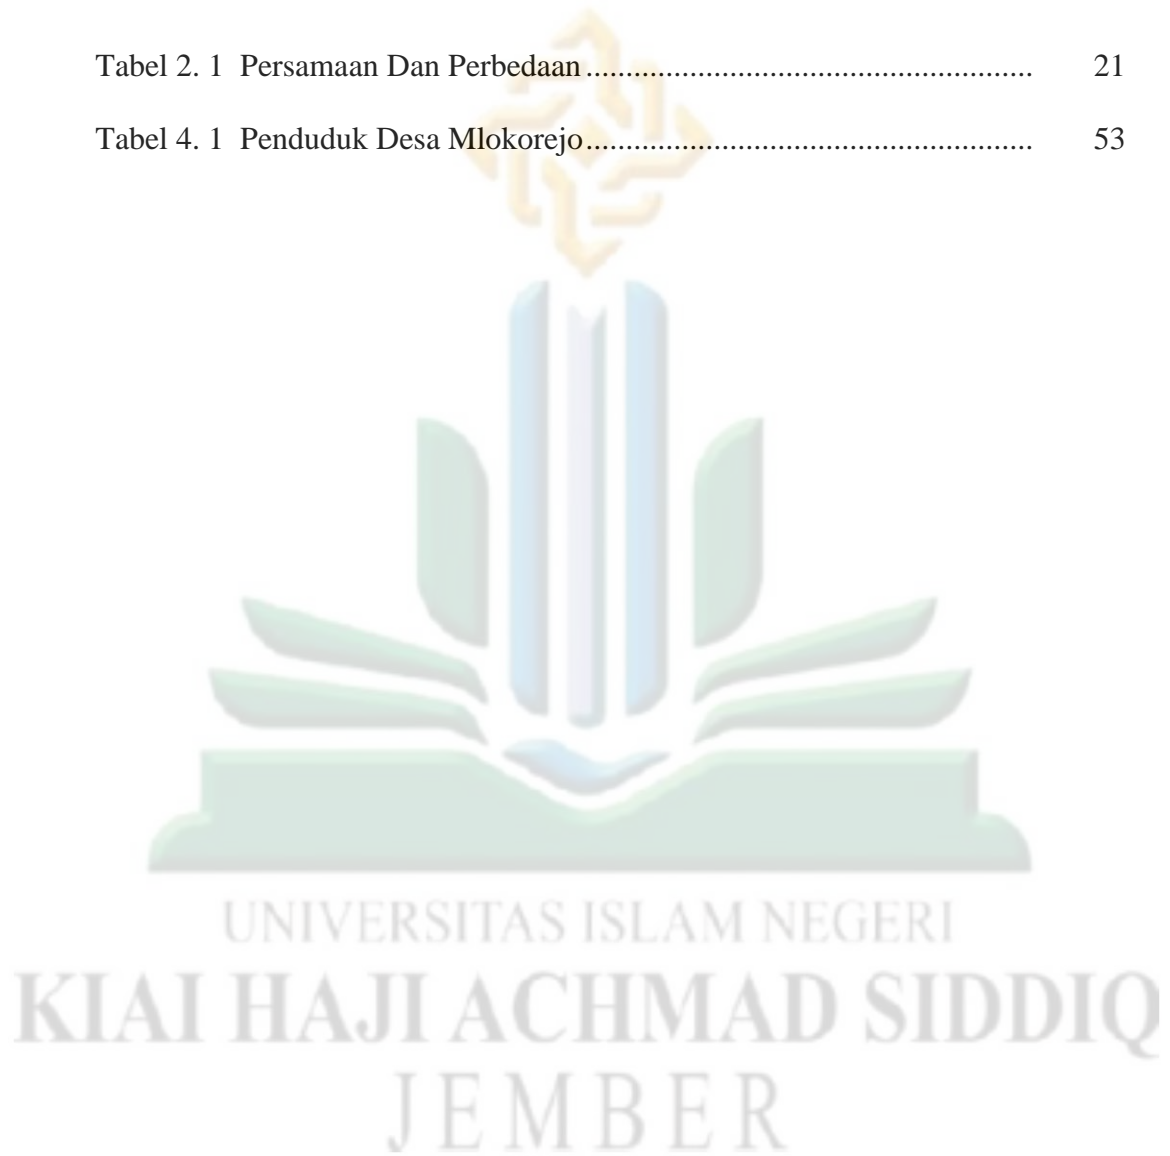 Tabel 2. 1 Persamaan Dan Perbedaan........................................................ 21
Tabel 4. 1 Penduduk Desa Mlokorejo........................................................ 53
UNIVERSITAS ISLAM NEGERI
KIAI HAJI ACHMAD SIDDIQ
JEMBER